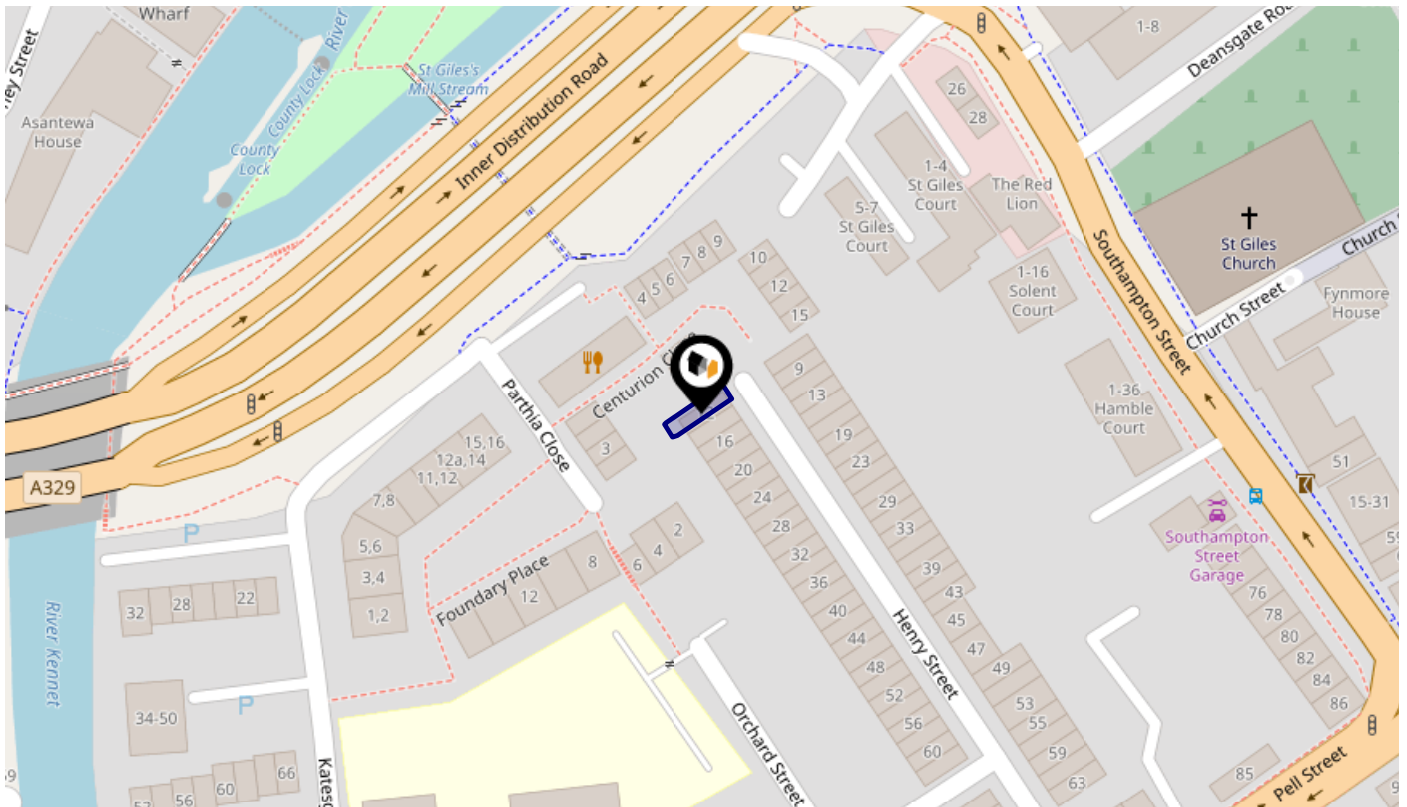 Wharf
River
1-8
Deansgate
St Giles's
Mill Stream
26
28
Asantewa
House
County Lock
County
Lock
Inner Distribution Road
1-4
St Giles
Court
The Red
Lion
5-7
St Giles
Court
St Giles
Church
Church
Southampton Street
Church Street
Fynmore
House
1-16
Solent
Court
9
8
7
6
5
4
10
12
15
Centurion
Parthia Close
9
13
19
23
29
33
39
43
45
47
49
53
55
59
63
1-36
Hamble
Court
51
15-31
3
16
20
24
28
32
36
40
44
48
52
56
60
15,16
12a,14
11,12
7,8
5,6
3,4
1,2
A329
P
2
4
6
8
12
Foundary Place
Southampton
Street
Garage
76
78
80
82
84
86
32
28
22
River Kennet
P
34-50
Henry Street
Orchard Street
66
60
56
85
Pell Street